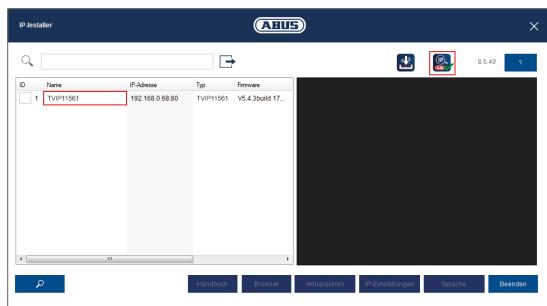 IP-Installer
ABUS
8.6.49
?
ID Name IP-Adresse Typ Firmware
1 TVIP11561 192.168.0.68:80 TVIP11561 V5.4.3build 17...
Handbuch Browser Aktualisieren IP-Einstellungen Sprache Beenden